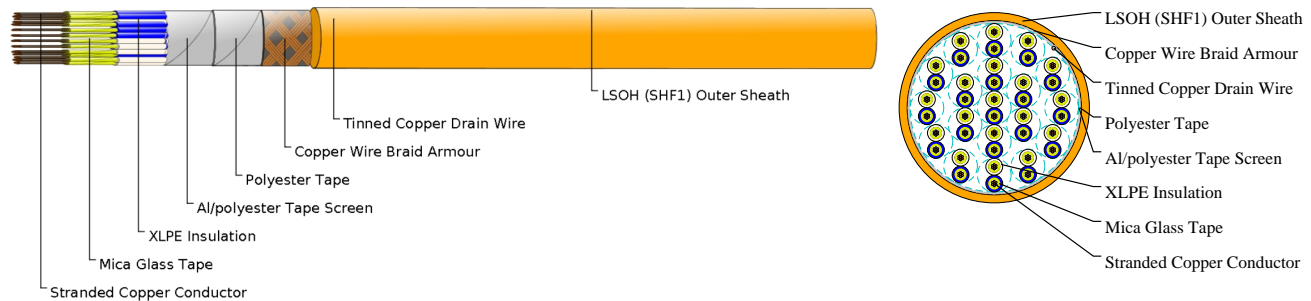 LSOH (SHF1) Outer Sheath
Tinned Copper Drain Wire
Copper Wire Braid Armour
Polyester Tape
Al/polyester Tape Screen
XLPE Insulation
Mica Glass Tape
Stranded Copper Conductor
LSOH (SHF1) Outer Sheath
Copper Wire Braid Armour
Tinned Copper Drain Wire
Polyester Tape
Al/polyester Tape Screen
XLPE Insulation
Mica Glass Tape
Stranded Copper Conductor